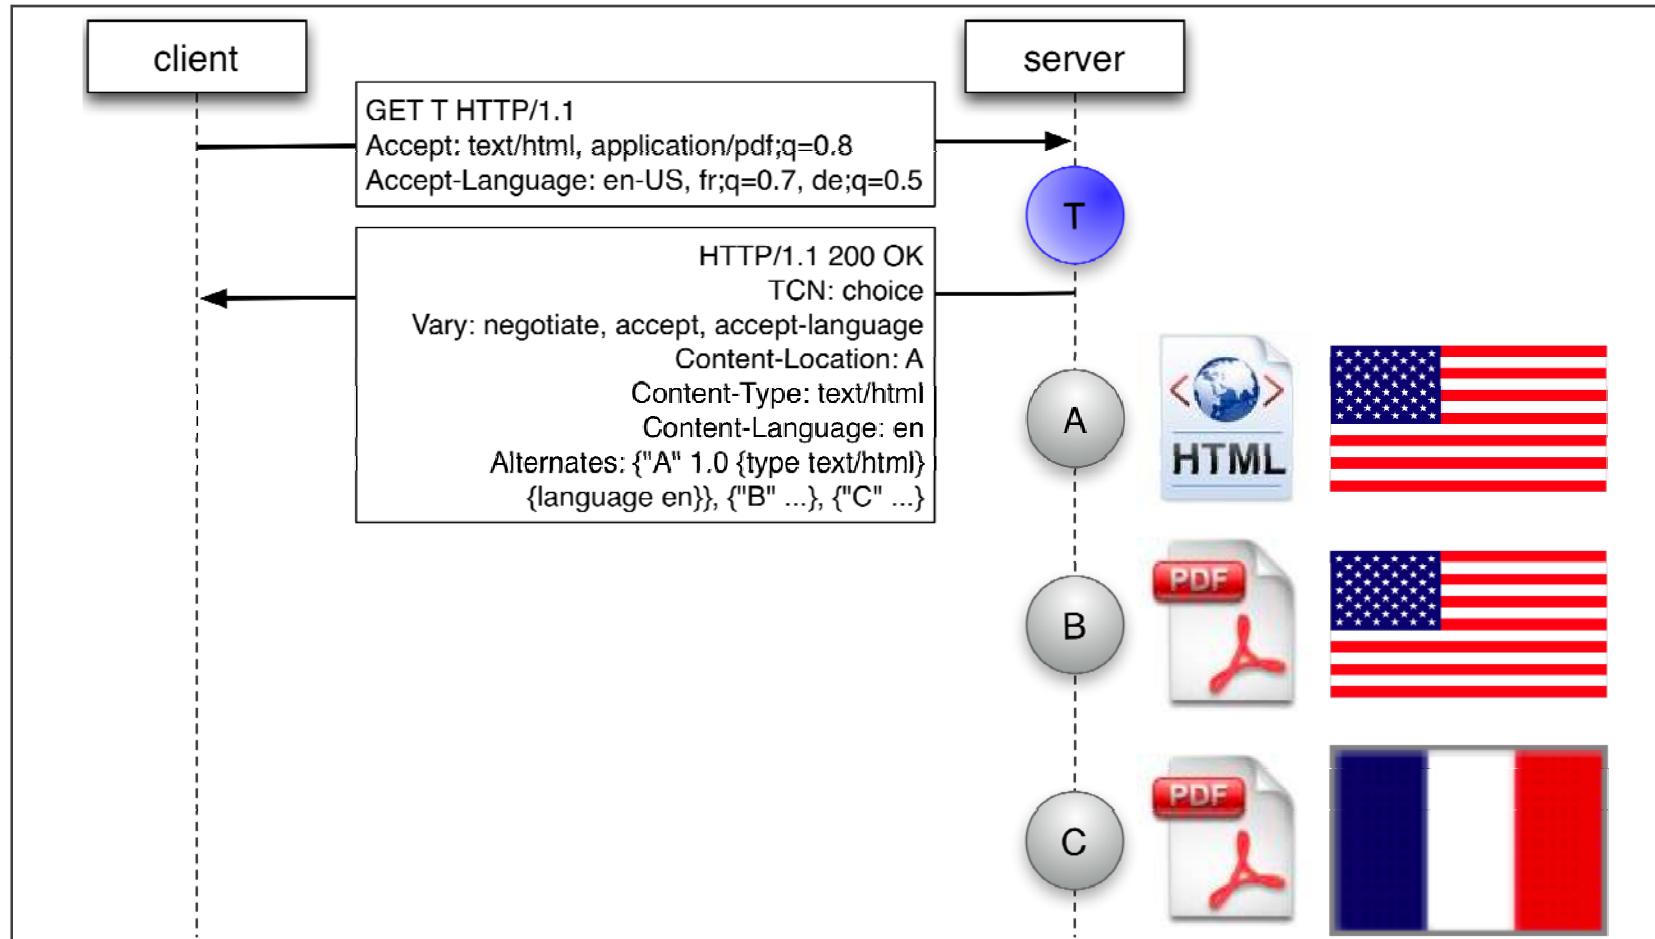 client
server
GET T HTTP/1.1
Accept: text/html, application/pdf;q=0.8
Accept-Language: en-US, fr;q=0.7, de;q=0.5
T
HTTP/1.1 200 OK
TCN: choice
Vary: negotiate, accept, accept-language
Content-Location: A
Content-Type: text/html
Content-Language: en
Alternates: {"A" 1.0 {type text/html}
{language en}}, {"B" ...}, {"C" ...}
A
< >
HTML
B
PDF
C
PDF